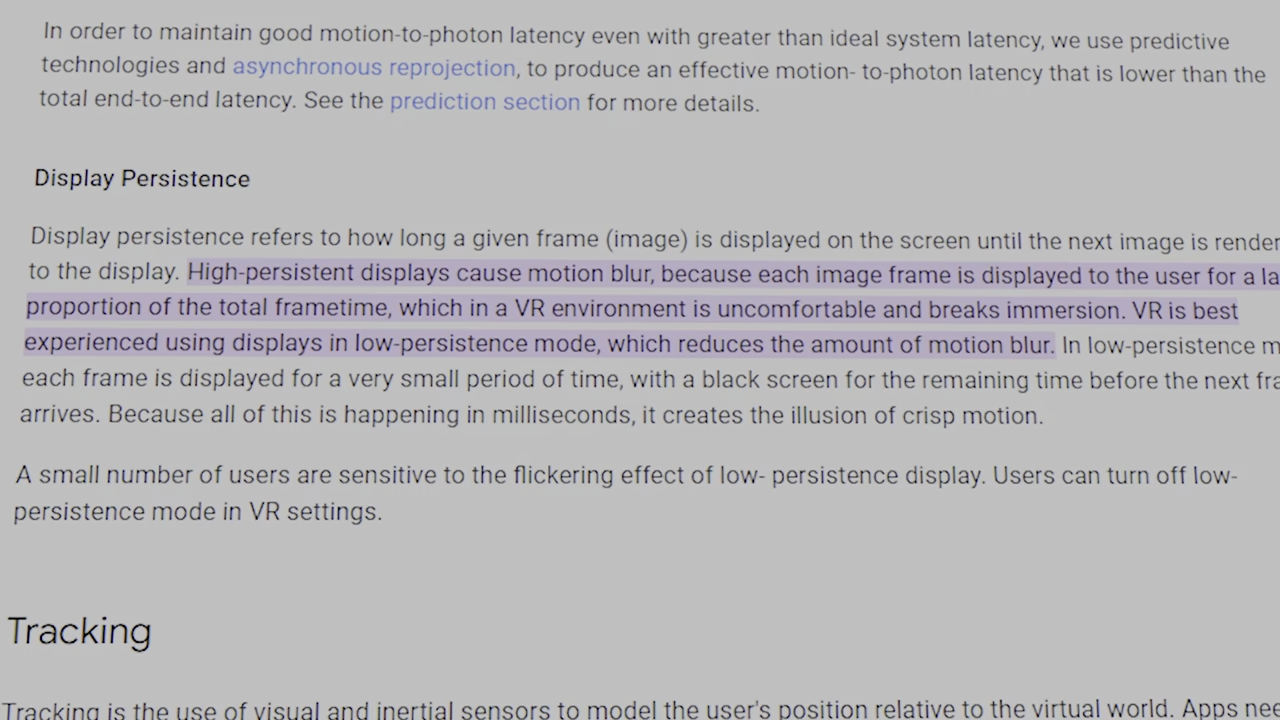 In order to maintain good motion-to-photon latency even with greater than ideal system latency, we use predictive
technologies and asynchronous reprojection, to produce an effective motion- to-photon latency that is lower than the
total end-to-end latency. See the prediction section for more details.
Display Persistence
Display persistence refers to how long a given frame (image) is displayed on the screen until the next image is render
to the display. High-persistent displays cause motion blur, because each image frame is displayed to the user for a la
proportion of the total frametime, which in a VR environment is uncomfortable and breaks immersion. VR is best
experienced using displays in low-persistence mode, which reduces the amount of motion blur. In low-persistence m
each frame is displayed for a very small period of time, with a black screen for the remaining time before the next fra
arrives. Because all of this is happening in milliseconds, it creates the illusion of crisp motion.
A small number of users are sensitive to the flickering effect of low- persistence display. Users can turn off low-
persistence mode in VR settings.
Tracking
Tracking is the use of visual and inertial sensors to model the user's position relative to the virtual world. Apps nee